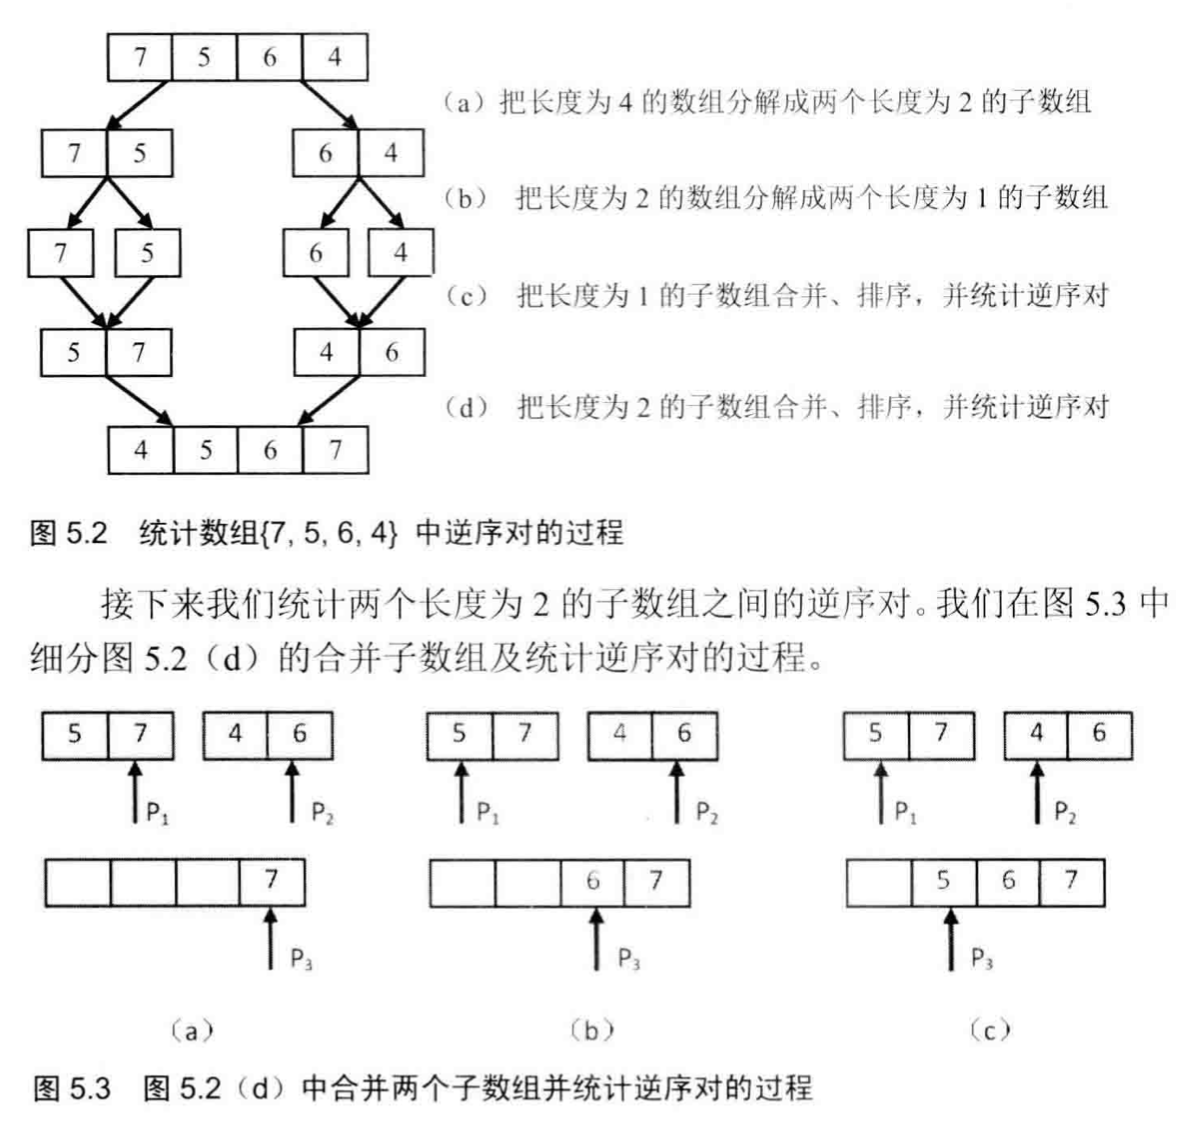 7 5 6 4
(a) 把长度为 4 的数组分解成两个长度为 2 的子数组
7 5 6 4
(b) 把长度为 2 的数组分解成两个长度为 1 的子数组
7 5 6 4
(c) 把长度为 1 的子数组合并、排序，并统计逆序对
5 7 4 6
(d) 把长度为 2 的子数组合并、排序，并统计逆序对
4 5 6 7
图 5.2 统计数组{7, 5, 6, 4} 中逆序对的过程
接下来我们统计两个长度为 2 的子数组之间的逆序对。我们在图 5.3 中
细分图 5.2（d）的合并子数组及统计逆序对的过程。
5 7 4 6 5 7 4 6 5 7 4 6
P1 P2 P1 P2 P1 P2
7 6 7 5 6 7
P3 P3 P3
(a) (b) (c)
图 5.3 图 5.2（d）中合并两个子数组并统计逆序对的过程